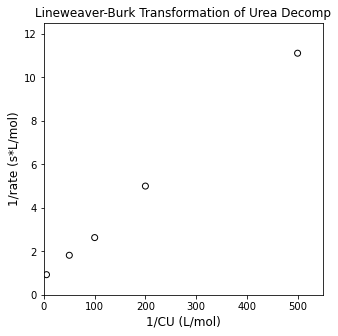 Lineweaver-Burk Transformation of Urea Decomp
12
10
8
6
4
2
0
1/rate (s*L/mol)
0 100 200 300 400 500
1/CU (L/mol)